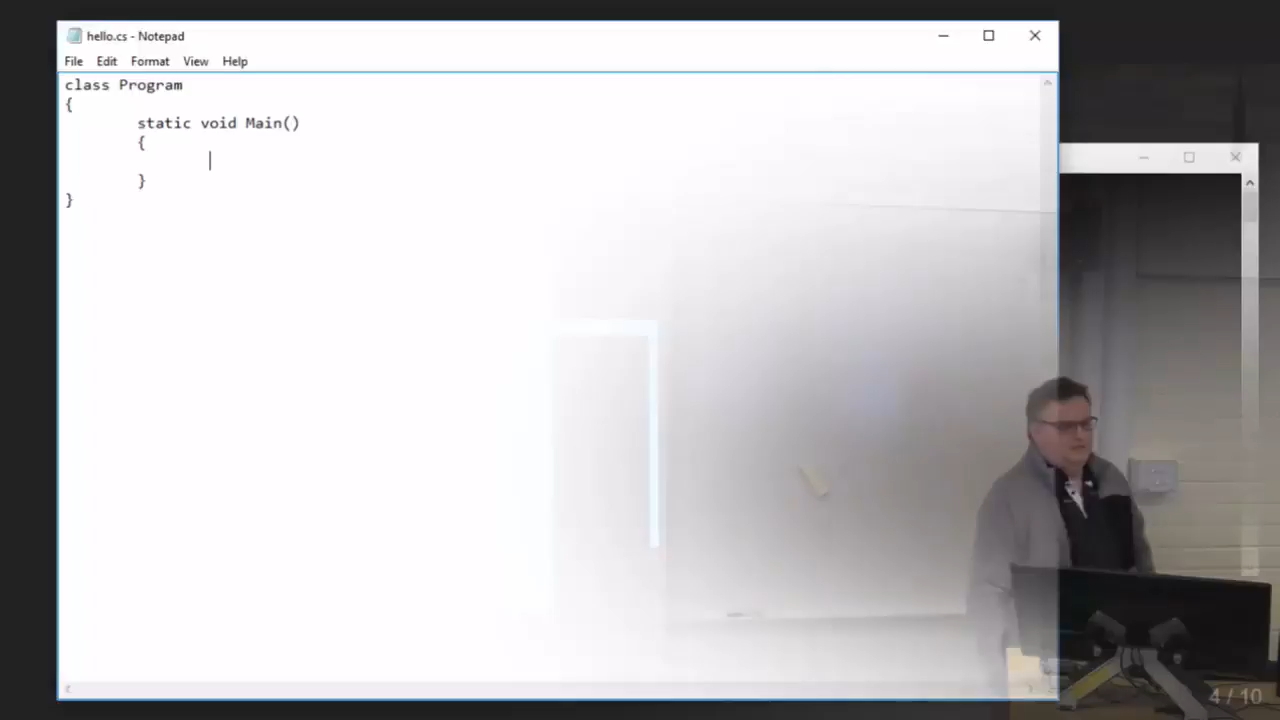 hello.cs - Notepad
File Edit Format View Help
class Program
{
static void Main()
{
}
}
4 / 10